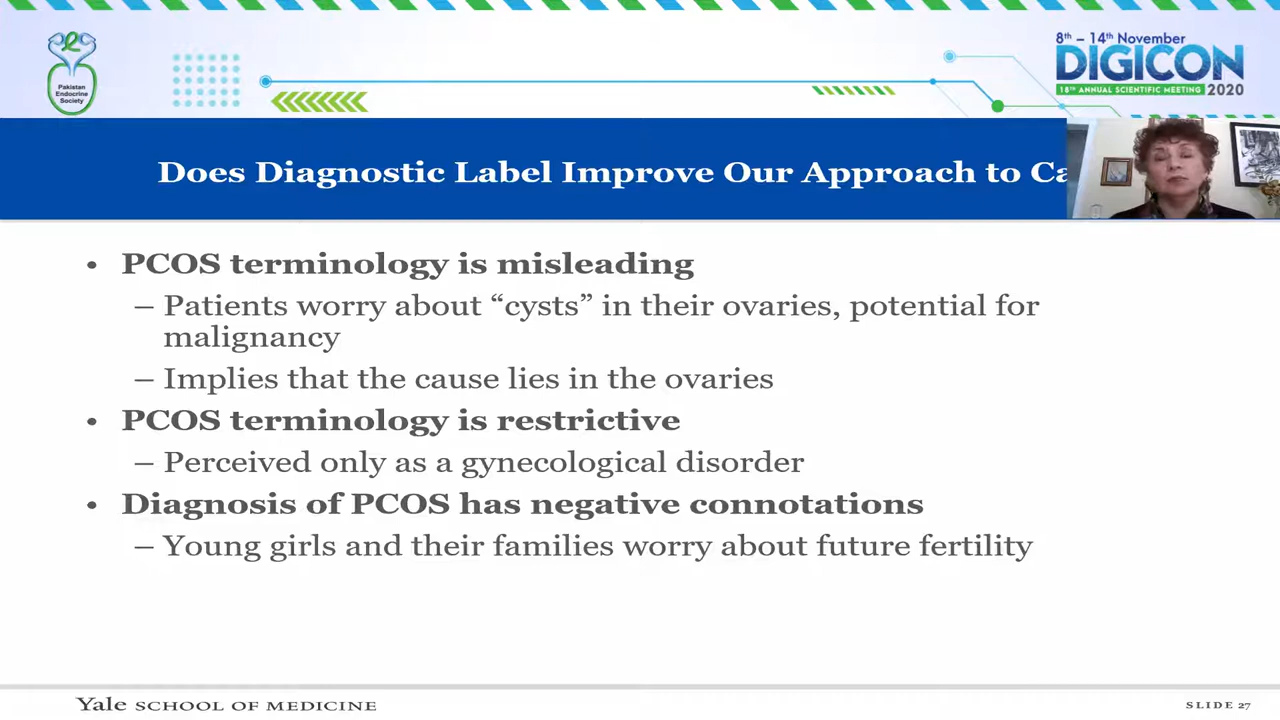 Pakistan
Endocrine
Society
8th – 14th November
DIGICON
18TH ANNUAL SCIENTIFIC MEETING 2020
Does Diagnostic Label Improve Our Approach to Ca
• PCOS terminology is misleading
– Patients worry about “cysts” in their ovaries, potential for
malignancy
– Implies that the cause lies in the ovaries
• PCOS terminology is restrictive
– Perceived only as a gynecological disorder
• Diagnosis of PCOS has negative connotations
– Young girls and their families worry about future fertility
Yale SCHOOL OF MEDICINE
SLIDE 27